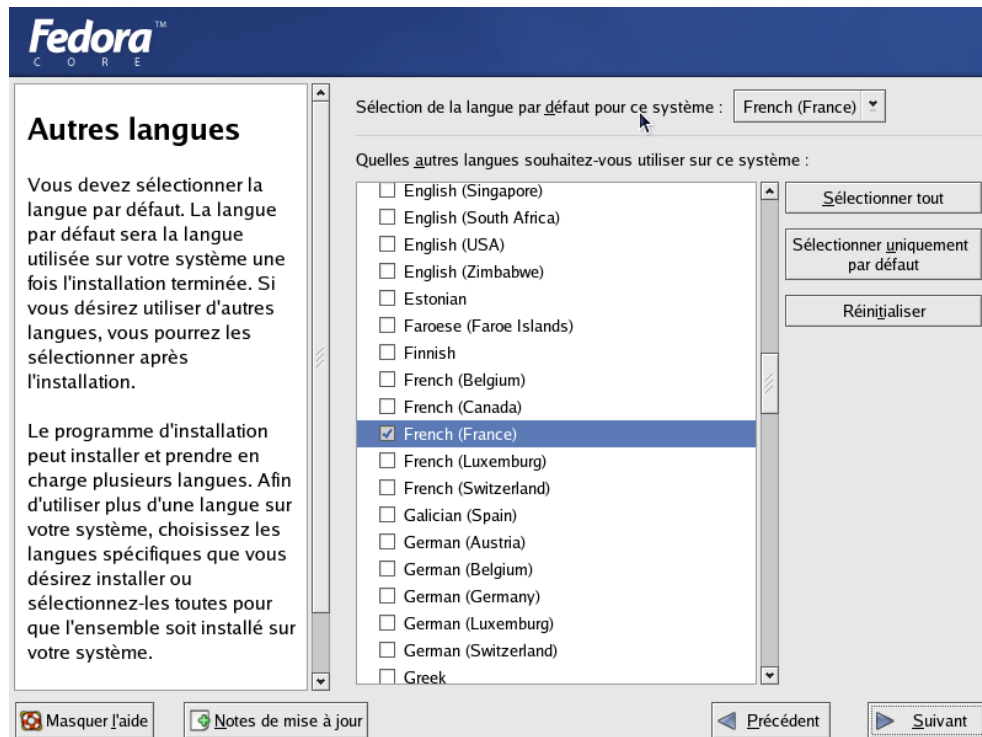 Fedora™
CORE
Autres langues
Vous devez sélectionner la
langue par défaut. La langue
par défaut sera la langue
utilisée sur votre système une
fois l'installation terminée. Si
vous désirez utiliser d'autres
langues, vous pourrez les
sélectionner après
l'installation.
Le programme d'installation
peut installer et prendre en
charge plusieurs langues. Afin
d'utiliser plus d'une langue sur
votre système, choisissez les
langues spécifiques que vous
désirez installer ou
sélectionnez-les toutes pour
que l'ensemble soit installé sur
votre système.
Sélection de la langue par défaut pour ce système : French (France)
Quelles autres langues souhaitez-vous utiliser sur ce système :
English (Singapore)
English (South Africa)
English (USA)
English (Zimbabwe)
Estonian
Faroese (Faroe Islands)
Finnish
French (Belgium)
French (Canada)
French (France)
French (Luxemburg)
French (Switzerland)
Galician (Spain)
German (Austria)
German (Belgium)
German (Germany)
German (Luxemburg)
German (Switzerland)
Greek
Sélectionner tout
Sélectionner uniquement
par défaut
Réinitialiser
Masquer l'aide
Notes de mise à jour
Précédent
Suivant